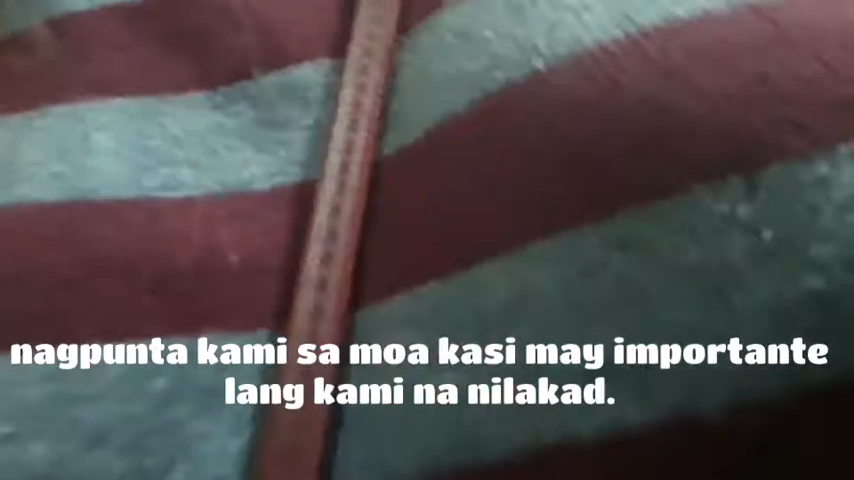 nagpunta kami sa moa kasi may importante
lang kami na nilakad.